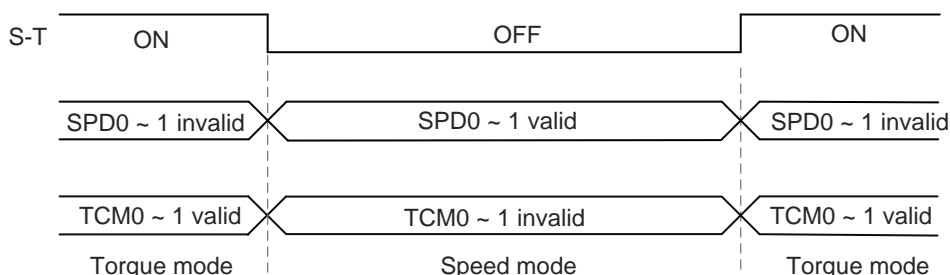 S-T ON OFF ON
SPD0 ~ 1 invalid SPD0 ~ 1 valid SPD0 ~ 1 invalid
TCM0 ~ 1 valid TCM0 ~ 1 invalid TCM0 ~ 1 valid
Torque mode Speed mode Torque mode